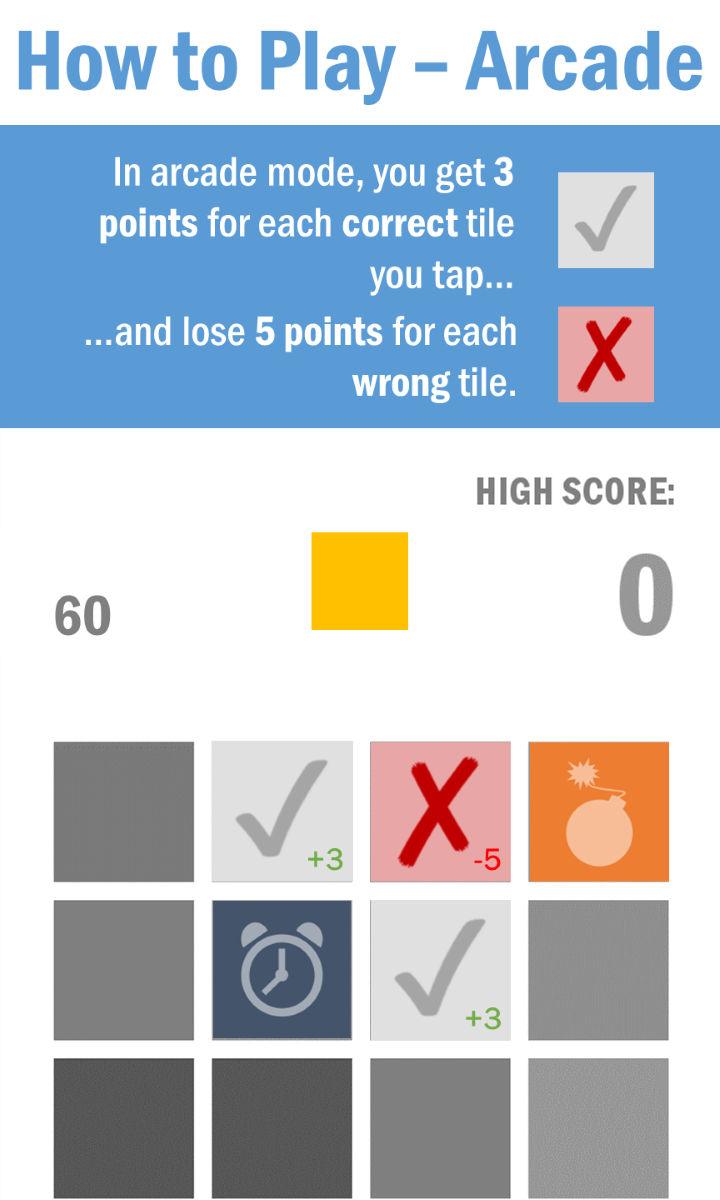 How to Play – Arcade
In arcade mode, you get 3
points for each correct tile
you tap...
...and lose 5 points for each
wrong tile.
HIGH SCORE:
60
0
+3
-5
+3